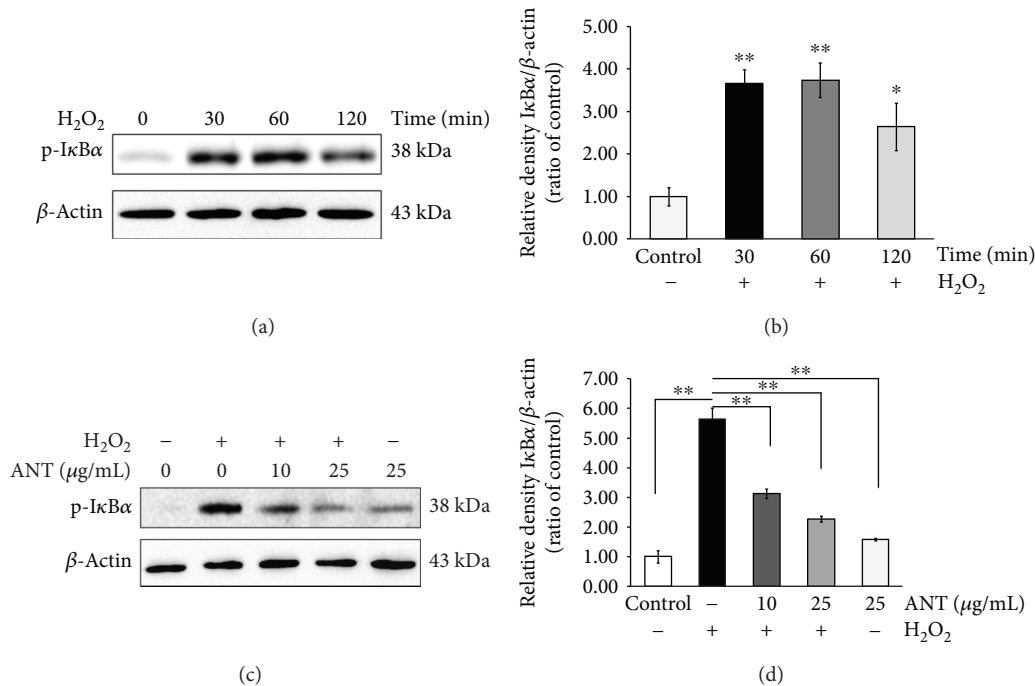 H₂O₂ 0 30 60 120 Time (min)
p-IκBα 38 kDa
β-Actin 43 kDa
(a)
Relative density IκBα/β-actin
(ratio of control)
5.00
4.00
3.00
2.00
1.00
0.00
** ** *
Control 30 60 120 Time (min)
− + + + H₂O₂
(b)
H₂O₂ − + + + −
ANT (μg/mL) 0 0 10 25 25
p-IκBα 38 kDa
β-Actin 43 kDa
(c)
Relative density IκBα/β-actin
(ratio of control)
7.00
6.00
5.00
4.00
3.00
2.00
1.00
0.00
**
**
**
**
Control − 10 25 25 ANT (μg/mL)
− + + + − H₂O₂
(d)